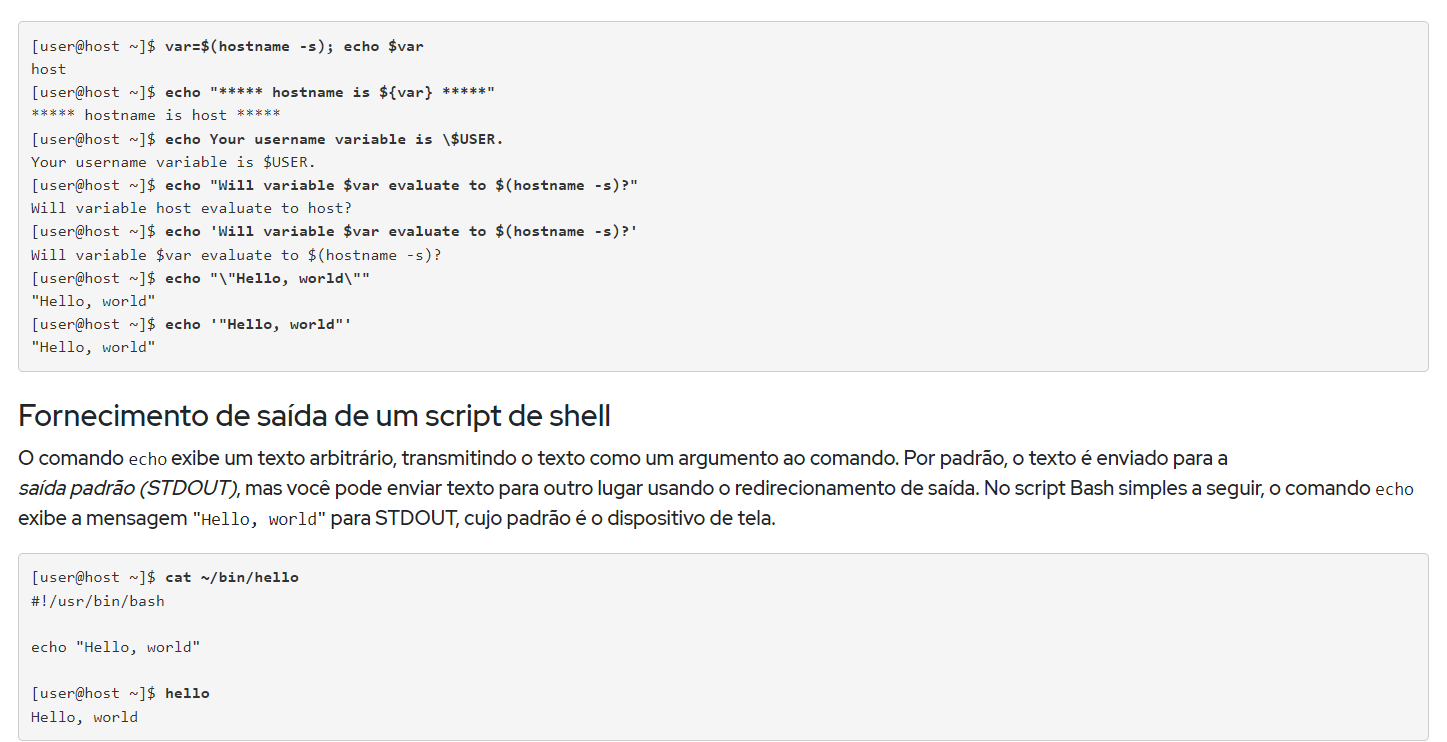 [user@host ~]$ var=$(hostname -s); echo $var
host
[user@host ~]$ echo "***** hostname is ${var} *****"
***** hostname is host *****
[user@host ~]$ echo Your username variable is \$USER.
Your username variable is $USER.
[user@host ~]$ echo "Will variable $var evaluate to $(hostname -s)?"
Will variable host evaluate to host?
[user@host ~]$ echo 'Will variable $var evaluate to $(hostname -s)?'
Will variable $var evaluate to $(hostname -s)?
[user@host ~]$ echo "\"Hello, world\""
"Hello, world"
[user@host ~]$ echo '"Hello, world"'
"Hello, world"
Fornecimento de saída de um script de shell
O comando echo exibe um texto arbitrário, transmitindo o texto como um argumento ao comando. Por padrão, o texto é enviado para a
saída padrão (STDOUT), mas você pode enviar texto para outro lugar usando o redirecionamento de saída. No script Bash simples a seguir, o comando echo
exibe a mensagem "Hello, world" para STDOUT, cujo padrão é o dispositivo de tela.
[user@host ~]$ cat ~/bin/hello
#!/usr/bin/bash
echo "Hello, world"
[user@host ~]$ hello
Hello, world